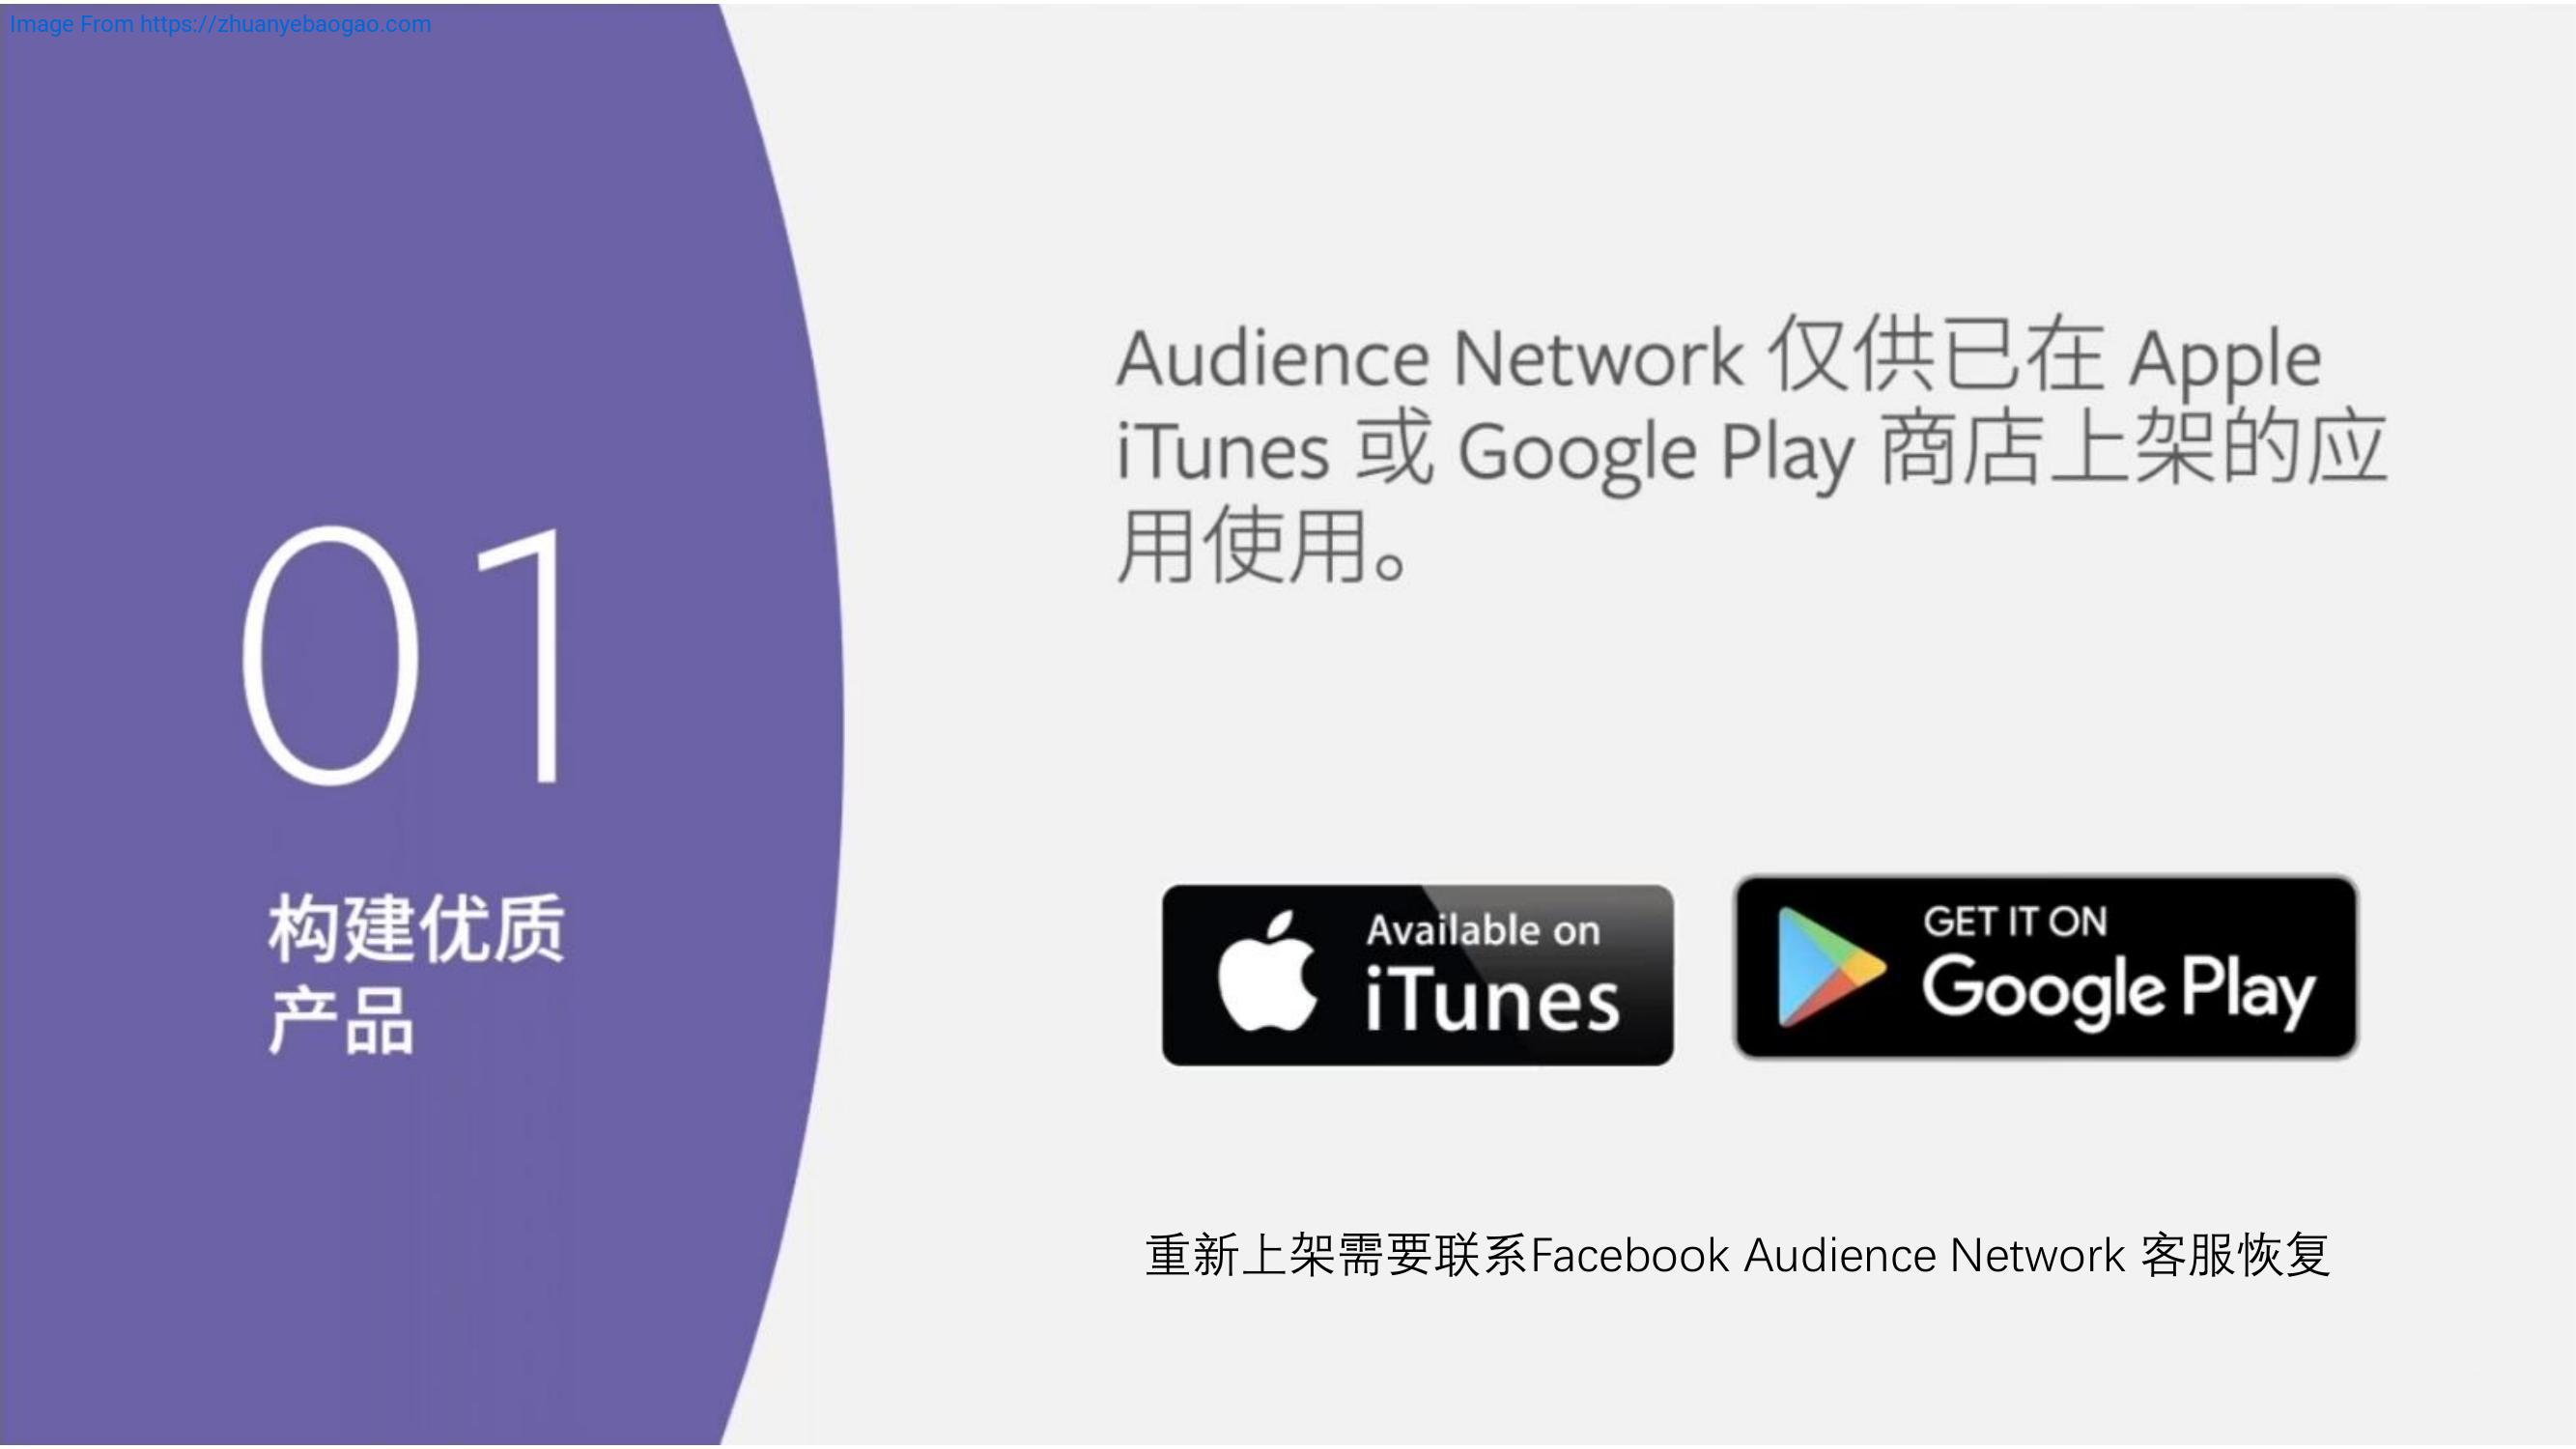 Image From https://zhuanyebaogao.com
01
构建优质
产品
Audience Network 仅供已在 Apple
iTunes 或 Google Play 商店上架的应
用使用。
Available on
iTunes
GET IT ON
Google Play
重新上架需要联系Facebook Audience Network 客服恢复